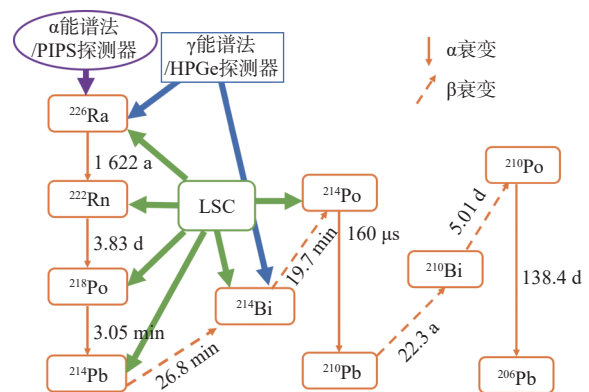 α能谱法
/PIPS探测器
γ能谱法
/HPGe探测器
α衰变
β衰变
²²⁶Ra
1 622 a
²²²Rn
3.83 d
²¹⁸Po
3.05 min
²¹⁴Pb
26.8 min
LSC
²¹⁴Bi
19.7 min
²¹⁴Po
160 μs
²¹⁰Pb
22.3 a
²¹⁰Bi
5.01 d
²¹⁰Po
138.4 d
²⁰⁶Pb